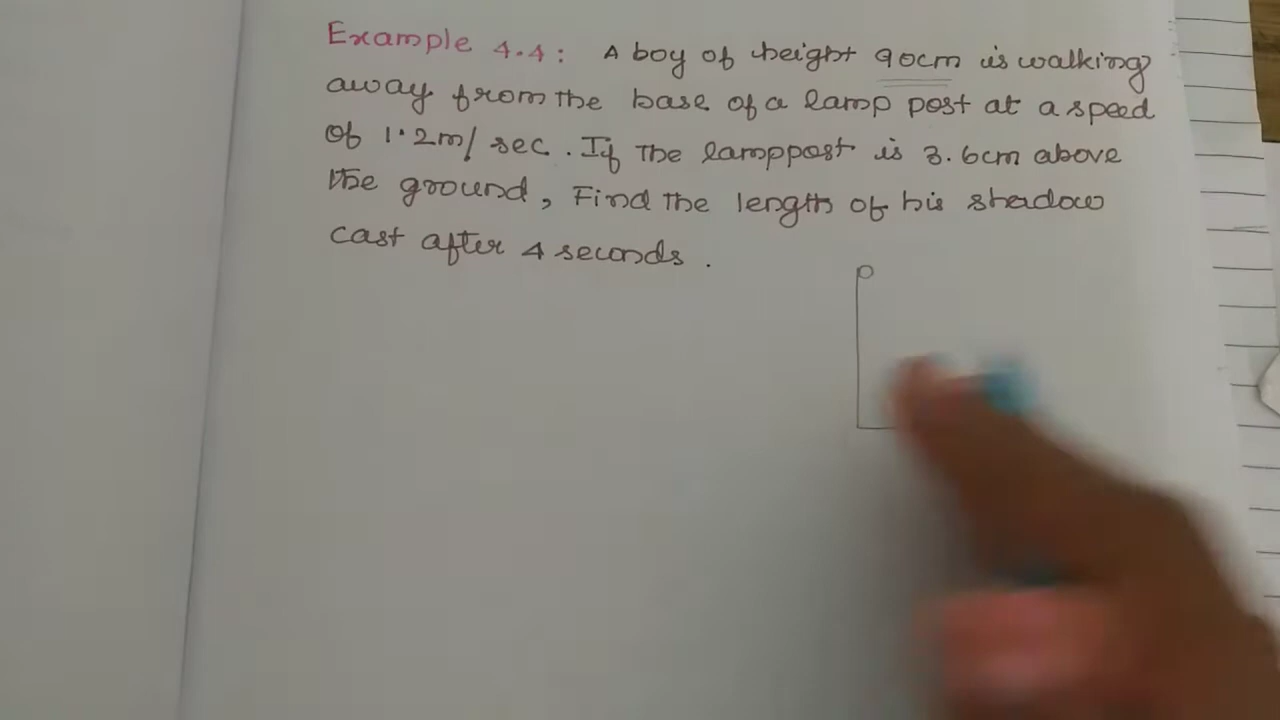 Example 4.4: A boy of height 90cm is walking
away from the base of a lamp post at a speed
of 1.2m/sec. If the lamppost is 3.6cm above
the ground, Find the length of his shadow
cast after 4 seconds.